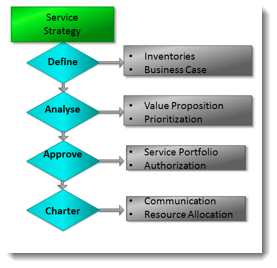 Service
Strategy
Define
• Inventories
• Business Case
Analyse
• Value Proposition
• Prioritization
Approve
• Service Portfolio
• Authorization
Charter
• Communication
• Resource Allocation